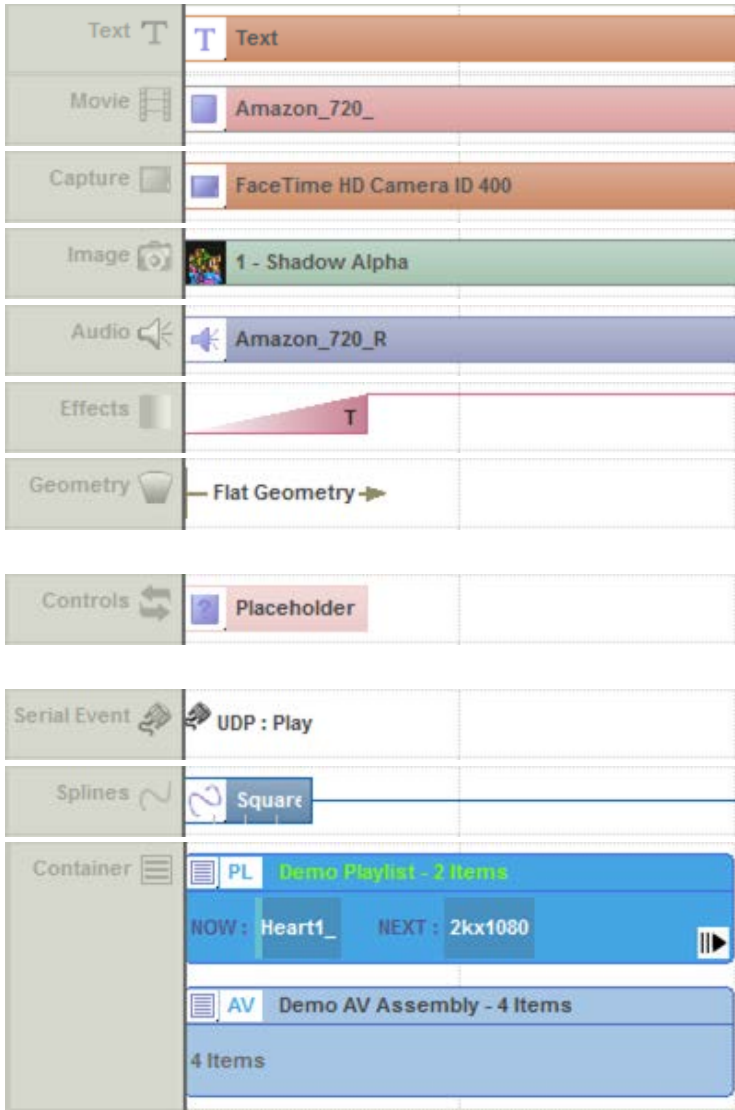 Text T T Text
Movie Amazon_720_
Capture FaceTime HD Camera ID 400
Image 1 - Shadow Alpha
Audio Amazon_720_R
Effects T
Geometry Flat Geometry
Controls ? Placeholder
Serial Event UDP : Play
Splines Square
Container PL Demo Playlist - 2 Items
NOW : Heart1_ NEXT : 2kx1080
AV Demo AV Assembly - 4 Items
4 Items